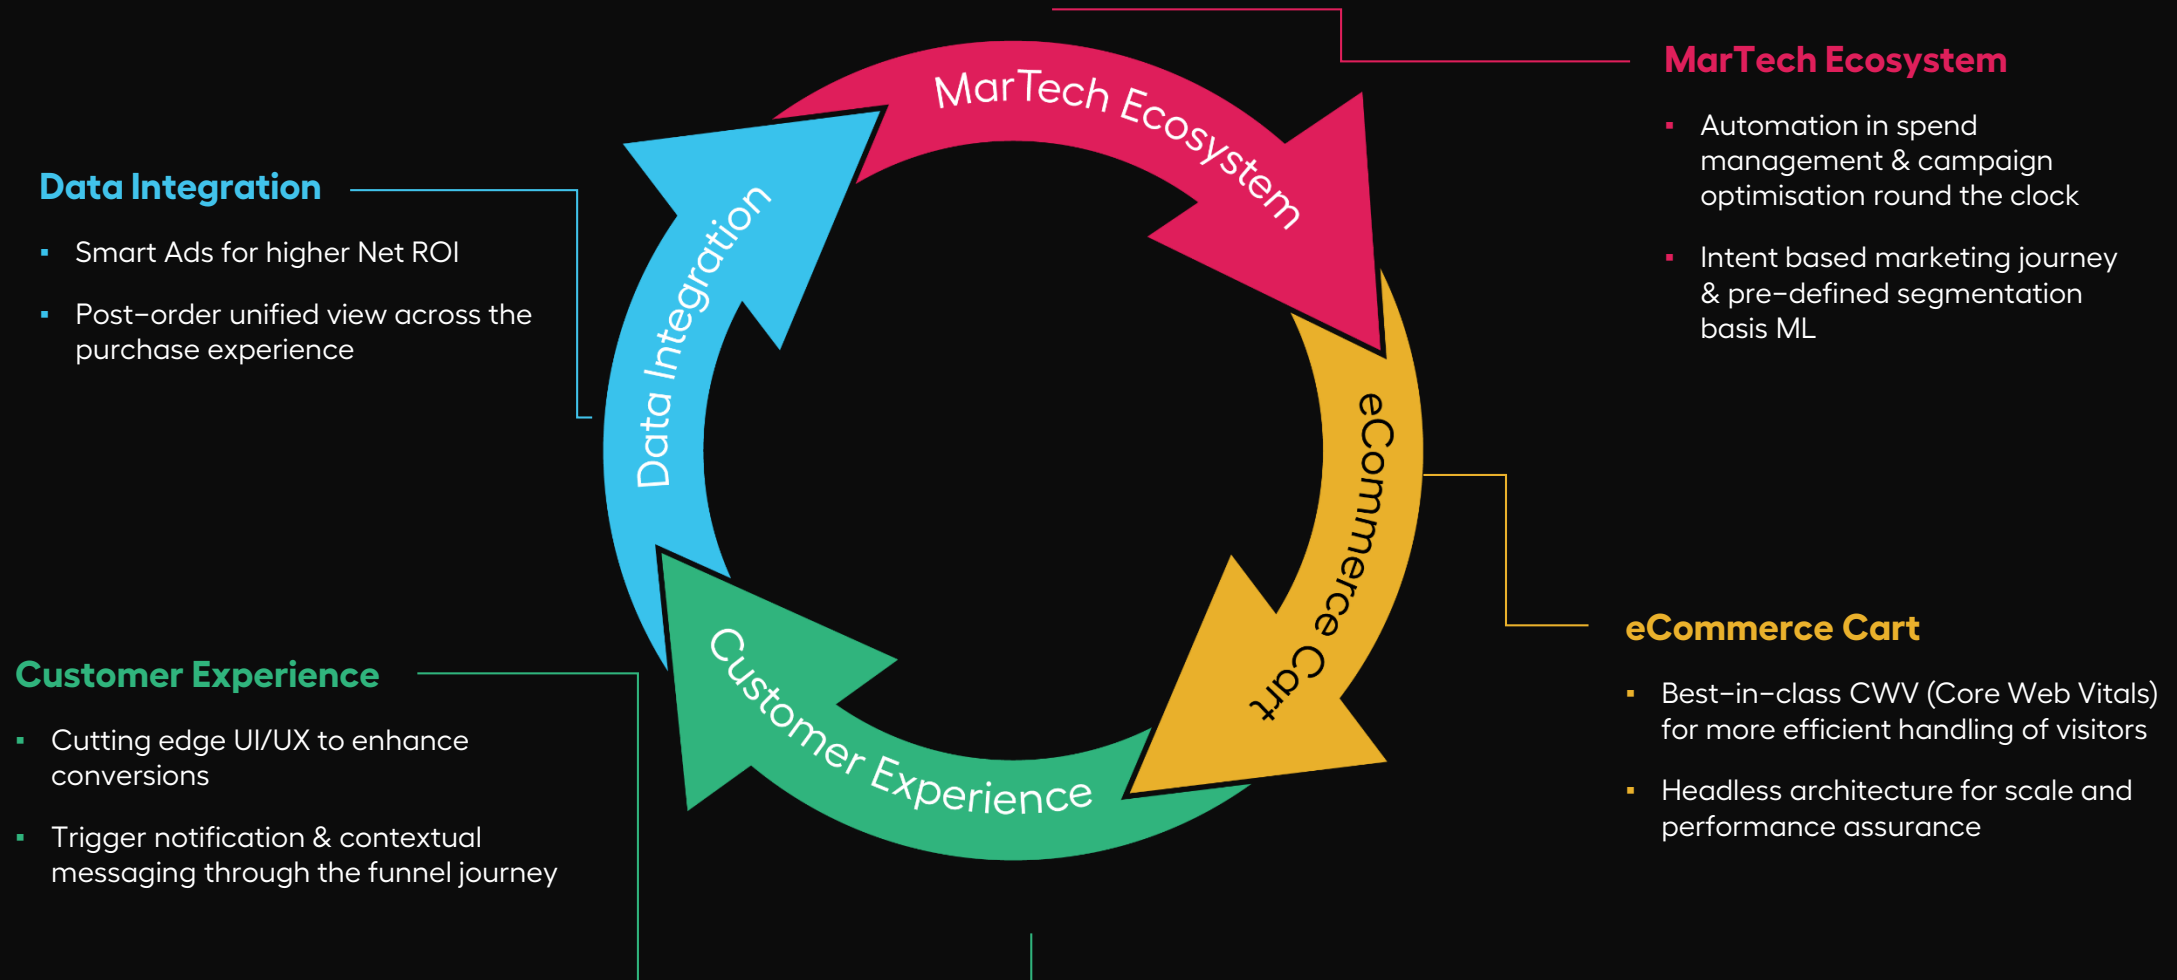 MarTech Ecosystem
Data Integration
eCommerce Cart
Customer Experience
Data Integration
▪ Smart Ads for higher Net ROI
▪ Post-order unified view across the
purchase experience
Customer Experience
▪ Cutting edge UI/UX to enhance
conversions
▪ Trigger notification & contextual
messaging through the funnel journey
MarTech Ecosystem
▪ Automation in spend
management & campaign
optimisation round the clock
▪ Intent based marketing journey
& pre-defined segmentation
basis ML
eCommerce Cart
▪ Best-in-class CWV (Core Web Vitals)
for more efficient handling of visitors
▪ Headless architecture for scale and
performance assurance